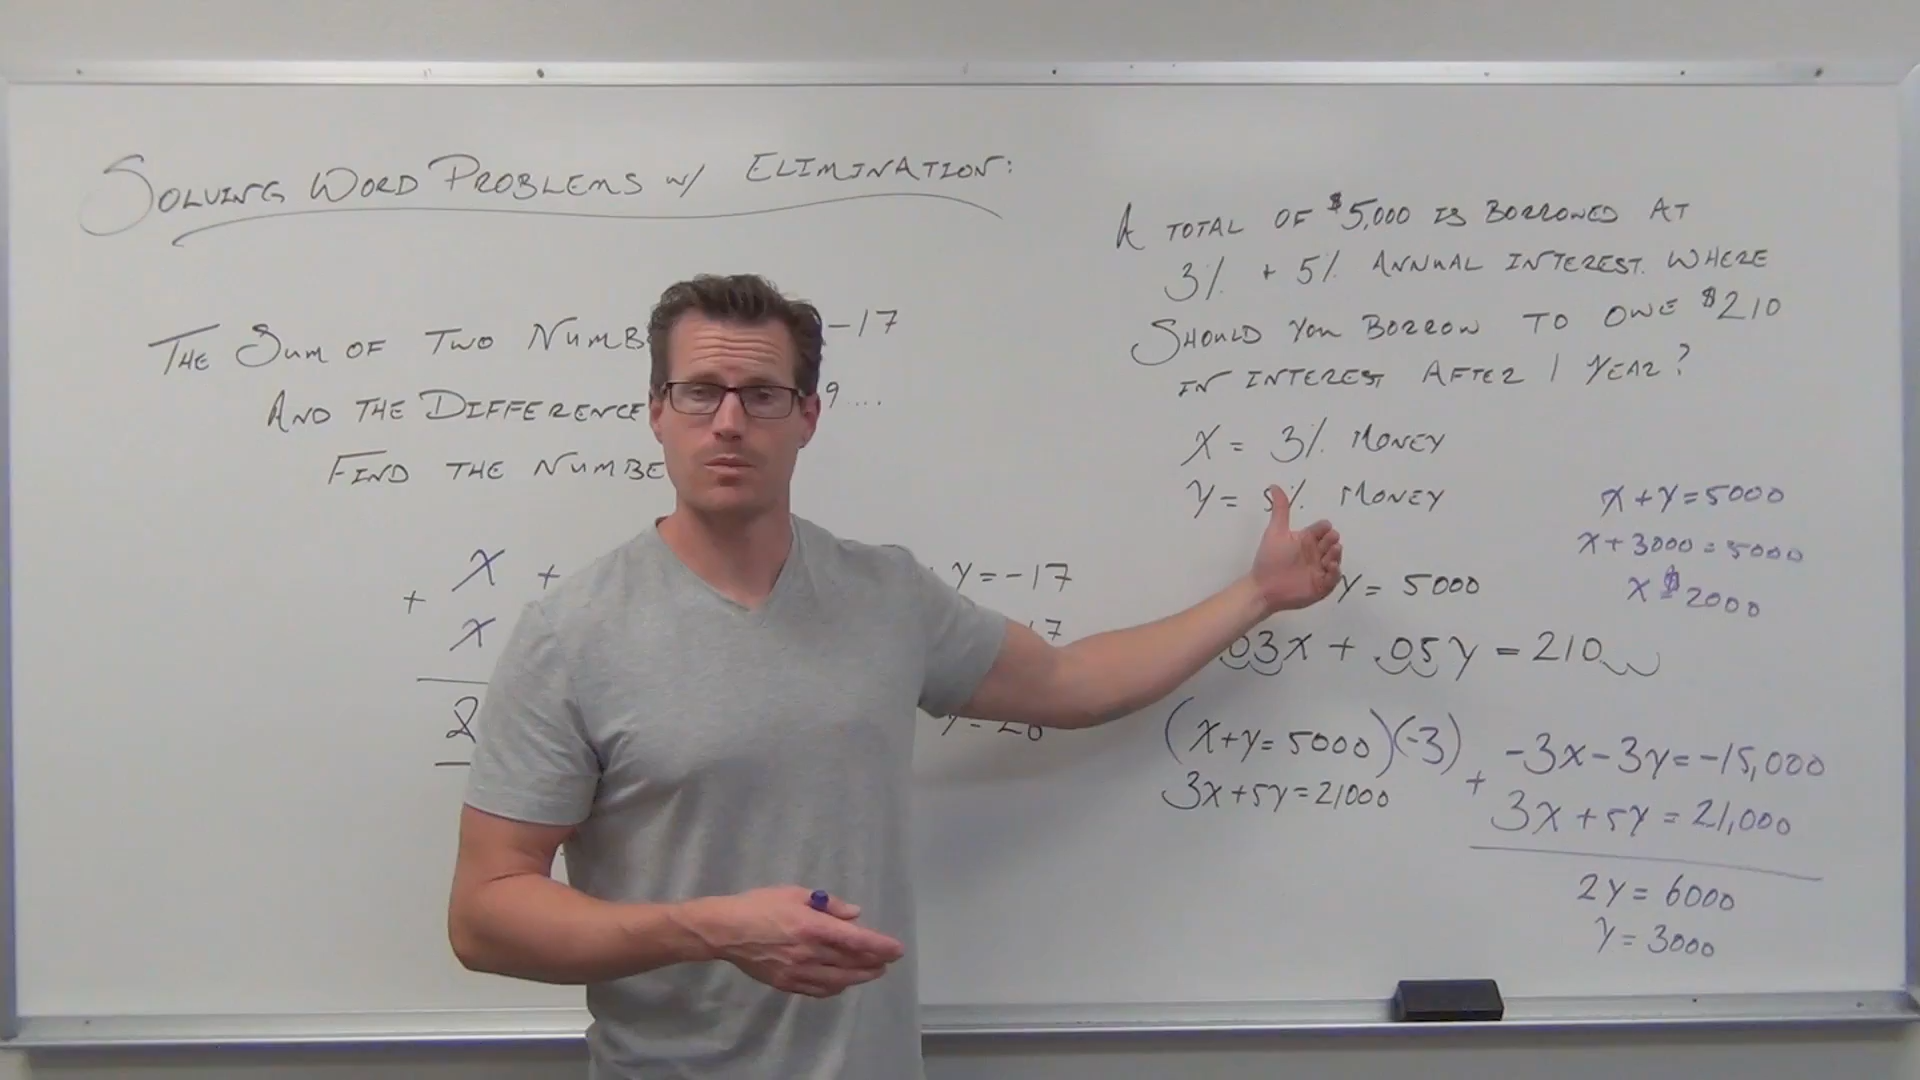 SOLVING WORD PROBLEMS W/ ELIMINATION:
THE SUM OF TWO -17
AND THE DIFFERENCE 9....
FIND THE
X +
+
X
2
Y = -17
17
A TOTAL OF $5,000 IS BORROWED AT
3% + 5% ANNUAL INTEREST. WHERE
SHOULD YOU BORROW TO OWE $210
IN INTEREST AFTER 1 YEAR?
X = 3% MONEY
Y = 5% MONEY
Y = 5000
.03X + .05Y = 210
(X+Y=5000)(-3)
3X+5Y=21000
X+Y=5000
X+3000=5000
X = $2000
-3X-3Y=-15,000
+
3X+5Y=21,000
2Y=6000
Y=3000